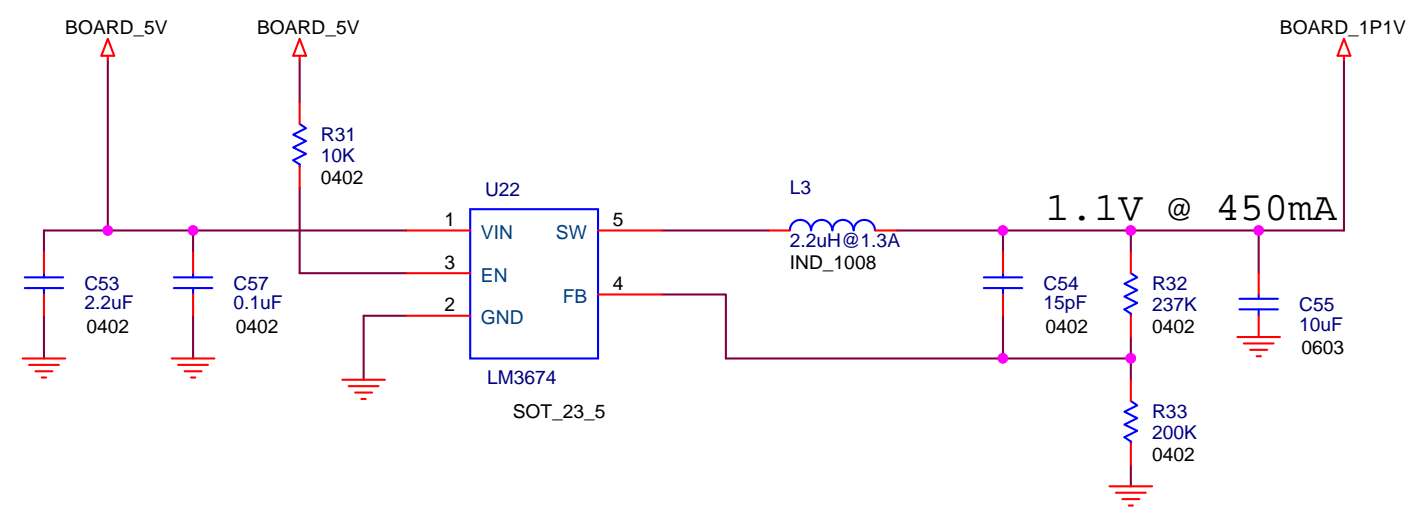 BOARD_5V
BOARD_5V
BOARD_1P1V
R31
10K
0402
U22
L3
1.1V @ 450mA
1
VIN
SW
5
2.2uH@1.3A
IND_1008
3
EN
FB
4
2
GND
C53
2.2uF
0402
C57
0.1uF
0402
C54
15pF
0402
R32
237K
0402
C55
10uF
0603
LM3674
SOT_23_5
R33
200K
0402